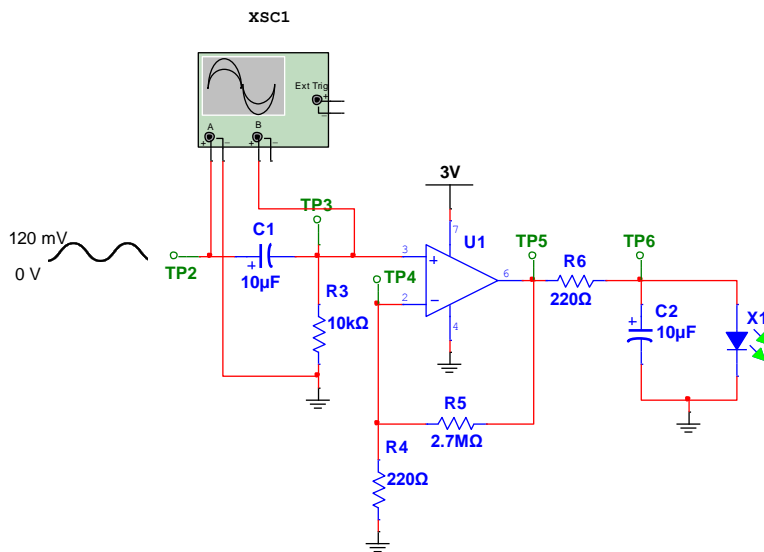 XSC1
Ext Trig
+
−
A
B
+
−
+
−
3V
120 mV
0 V
TP2
C1
+
10µF
TP3
R3
10kΩ
TP4
3
2
+
−
7
U1
6
4
TP5
R6
220Ω
TP6
C2
+
10µF
X1
R5
2.7MΩ
R4
220Ω